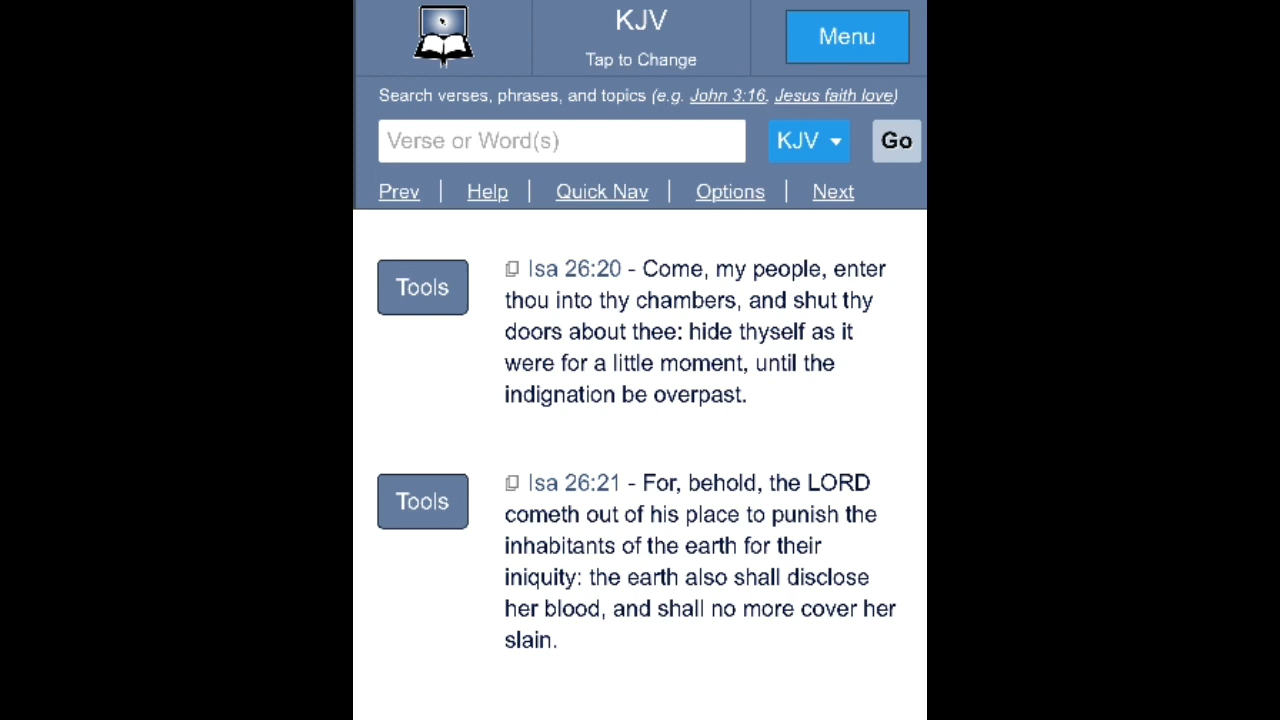 KJV
Tap to Change
Menu
Search verses, phrases, and topics (e.g. John 3:16, Jesus faith love)
Verse or Word(s)
KJV
Go
Prev | Help | Quick Nav | Options | Next
Tools
Isa 26:20 - Come, my people, enter
thou into thy chambers, and shut thy
doors about thee: hide thyself as it
were for a little moment, until the
indignation be overpast.
Tools
Isa 26:21 - For, behold, the LORD
cometh out of his place to punish the
inhabitants of the earth for their
iniquity: the earth also shall disclose
her blood, and shall no more cover her
slain.